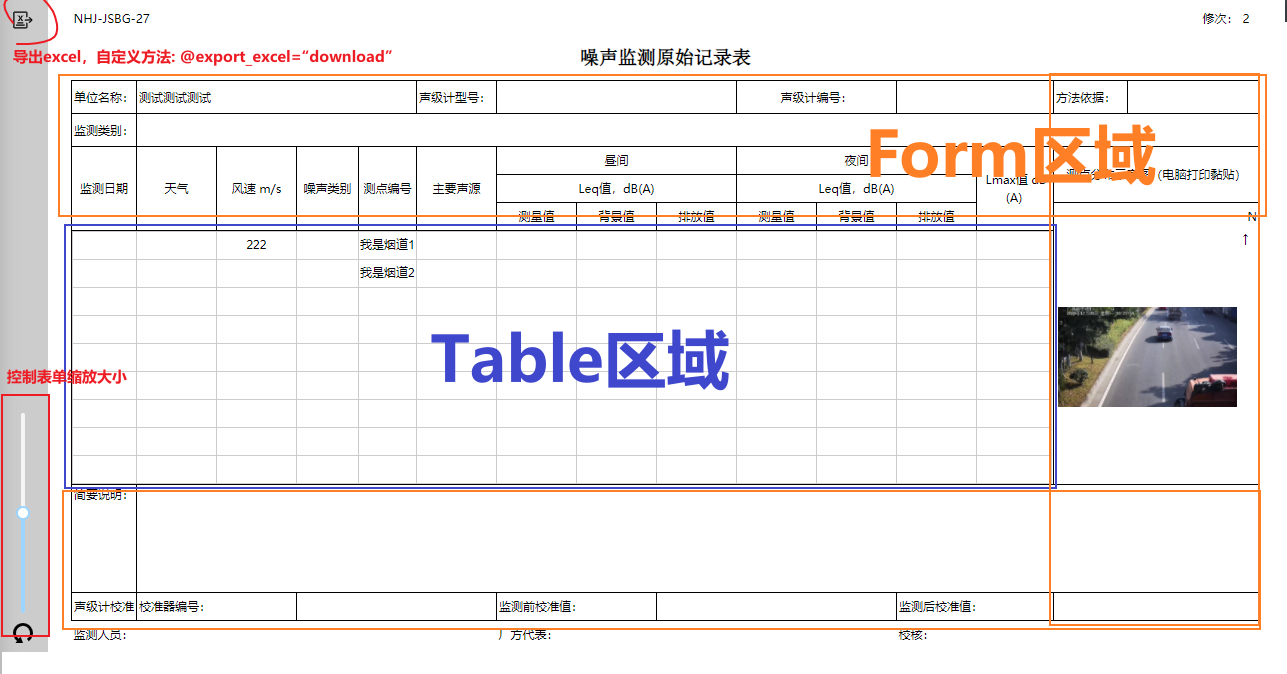 NHJ-JSBG-27
修次： 2
导出excel，自定义方法: @export_excel=“download”
噪声监测原始记录表
单位名称： 测试测试测试 声级计型号： 声级计编号： 方法依据：
监测类别：
Form区域
监测日期 天气 风速 m/s 噪声类别 测点编号 主要声源
昼间 夜间
Leq值，dB(A) Leq值，dB(A)
Lmax值 dB
(A)
（电脑打印黏贴）
测量值 背景值 排放值 测量值 背景值 排放值
N
↑
222 我是烟道1
我是烟道2
Table区域
控制表单缩放大小
简要说明：
声级计校准 校准器编号： 监测前校准值： 监测后校准值：
监测人员： 厂方代表： 校核：